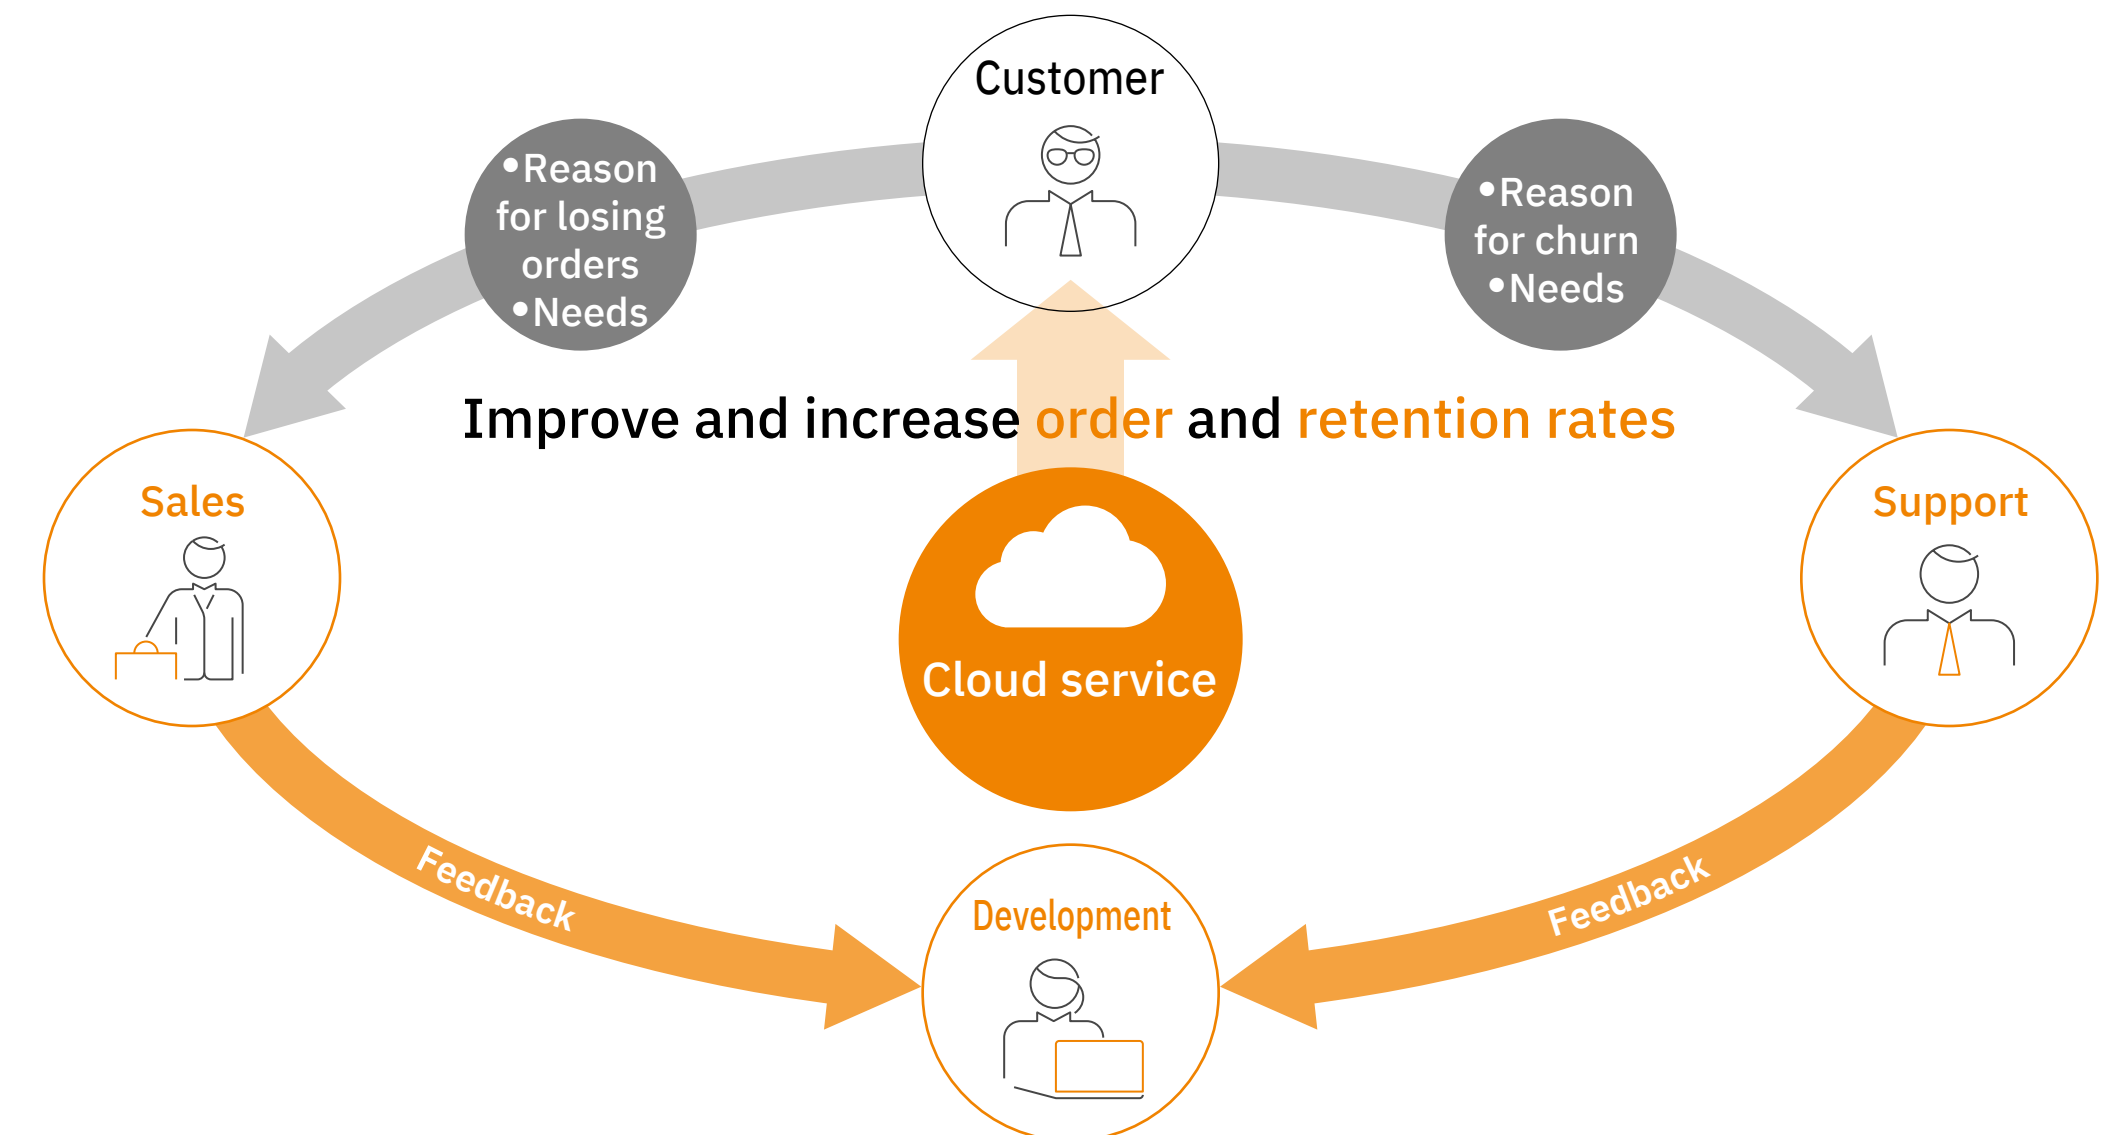 Customer
•Reason
for losing
orders
•Needs
•Reason
for churn
•Needs
Improve and increase order and retention rates
Sales
Support
Cloud service
Feedback
Feedback
Development